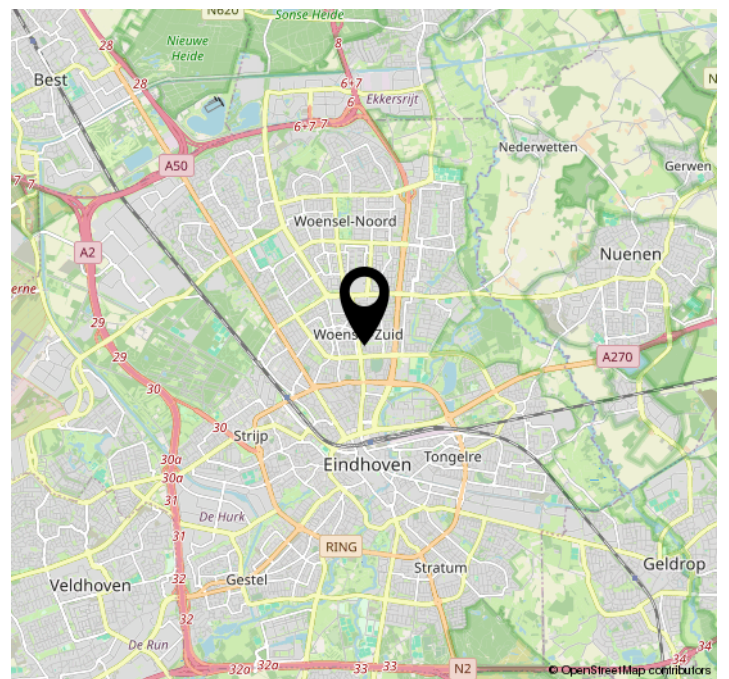 N620
Sonse Heide
Nieuwe
Heide
28
8
Best
28
6+7
6
Ekkersrijt
N
6+7 7
Nederwetten
A50
Gerwen
7 7
Woensel-Noord
A2
Nuenen
erne
29
Woensel-Zuid
29
A270
30
30
Strijp
Tongelre
30a
Eindhoven
30a
31
De Hurk
31
RING
Geldrop
Stratum
32
Gestel
Veldhoven
32
De Run
34
34
32a
32a
33
33
N2
© OpenStreetMap contributors